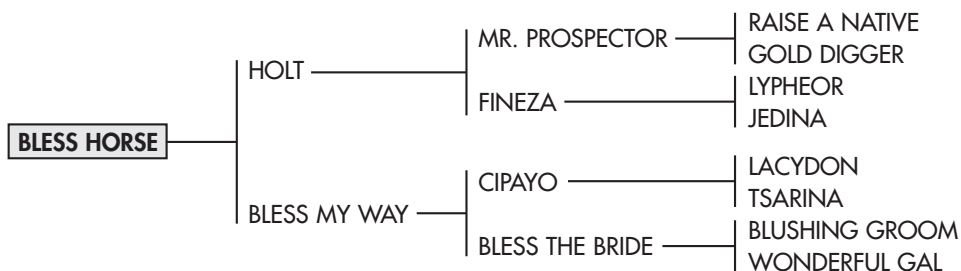 MR. PROSPECTOR
RAISE A NATIVE
GOLD DIGGER
HOLT
FINEZA
LYPHEOR
JEDINA
BLESS HORSE
CIPAYO
LACYDON
TSARINA
BLESS MY WAY
BLESS THE BRIDE
BLUSHING GROOM
WONDERFUL GAL